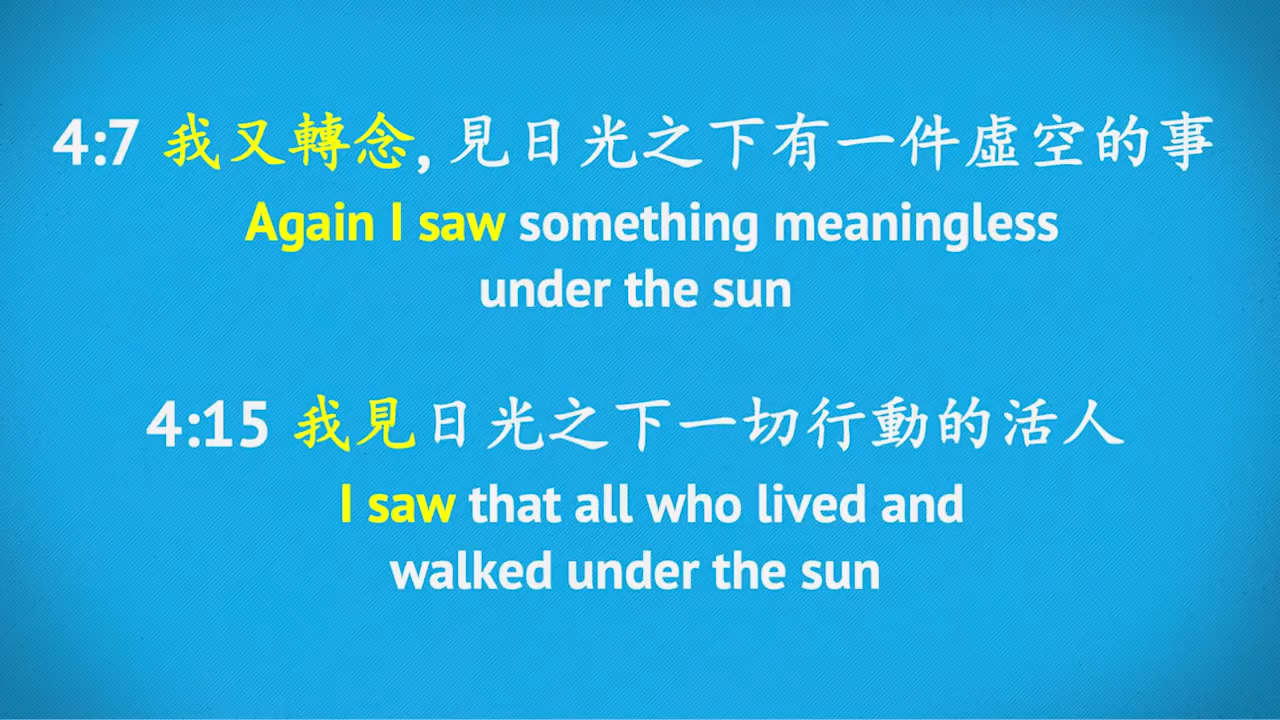 4:7 我又轉念, 見日光之下有一件虛空的事
Again I saw something meaningless
under the sun
4:15 我見日光之下一切行動的活人
I saw that all who lived and
walked under the sun